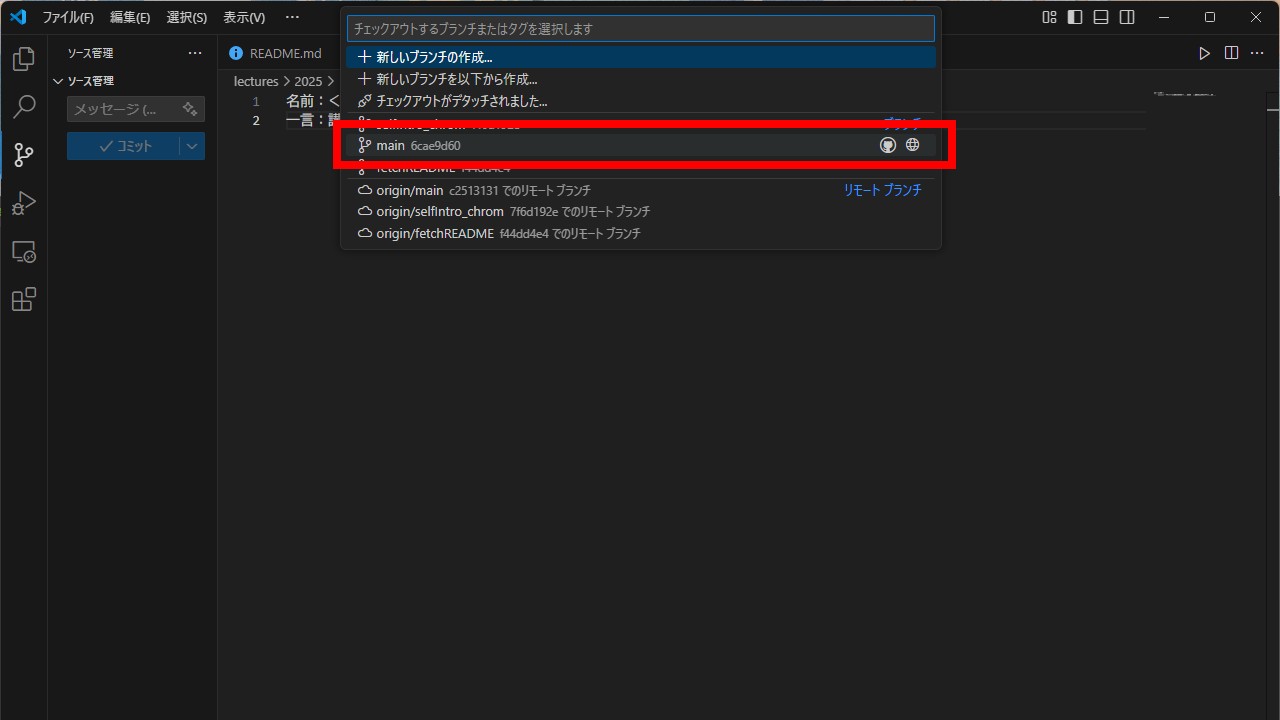 ファイル(F) 編集(E) 選択(S) 表示(V) ···
チェックアウトするブランチまたはタグを選択します
ソース管理 ···
README.md
新しいブランチの作成...
ソース管理
lectures > 2025 >
新しいブランチを以下から作成...
メッセージ (...
1 名前：<
チェックアウトがデタッチされました...
2 一言：
selfIntro_chrom ブランチ
コミット
main 6cae9d60
fetchREADME f44dd4e4
origin/main c2513131 でのリモート ブランチ リモート ブランチ
origin/selfIntro_chrom 7f6d192e でのリモート ブランチ
origin/fetchREADME f44dd4e4 でのリモート ブランチ